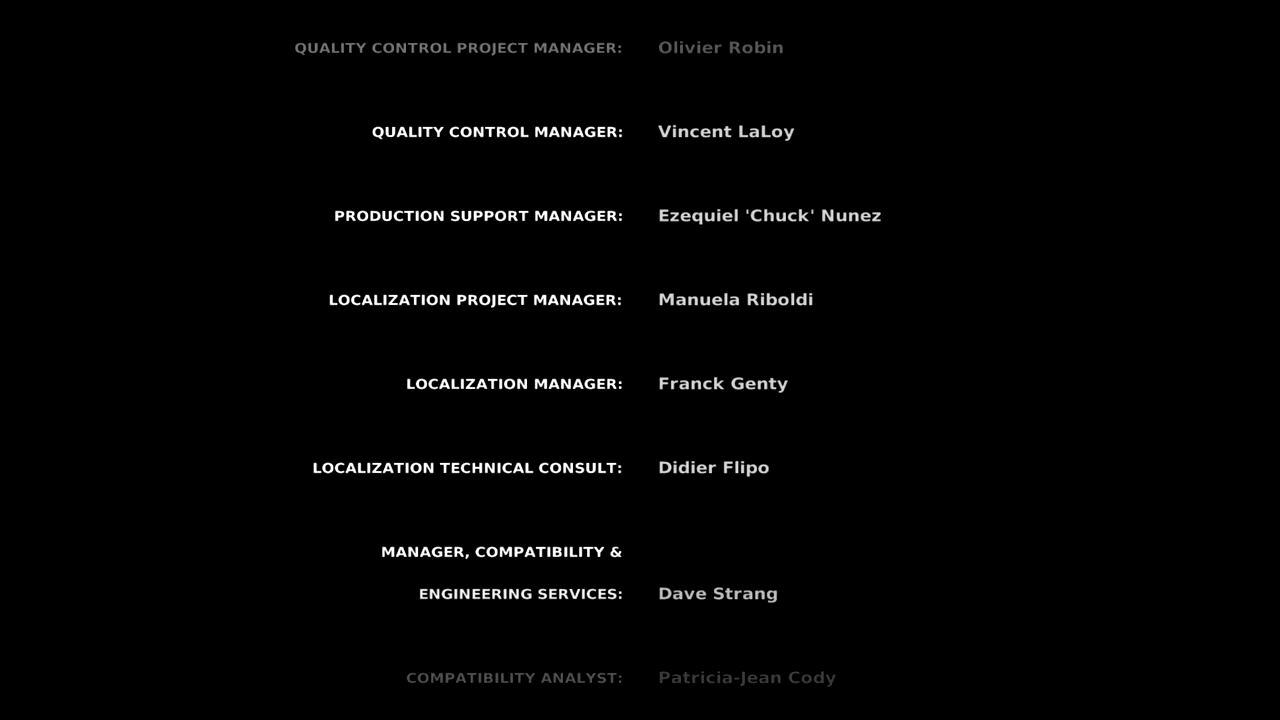 QUALITY CONTROL PROJECT MANAGER: Olivier Robin
QUALITY CONTROL MANAGER: Vincent LaLoy
PRODUCTION SUPPORT MANAGER: Ezequiel 'Chuck' Nunez
LOCALIZATION PROJECT MANAGER: Manuela Riboldi
LOCALIZATION MANAGER: Franck Genty
LOCALIZATION TECHNICAL CONSULT: Didier Flipo
MANAGER, COMPATIBILITY &
ENGINEERING SERVICES: Dave Strang
COMPATIBILITY ANALYST: Patricia-Jean Cody